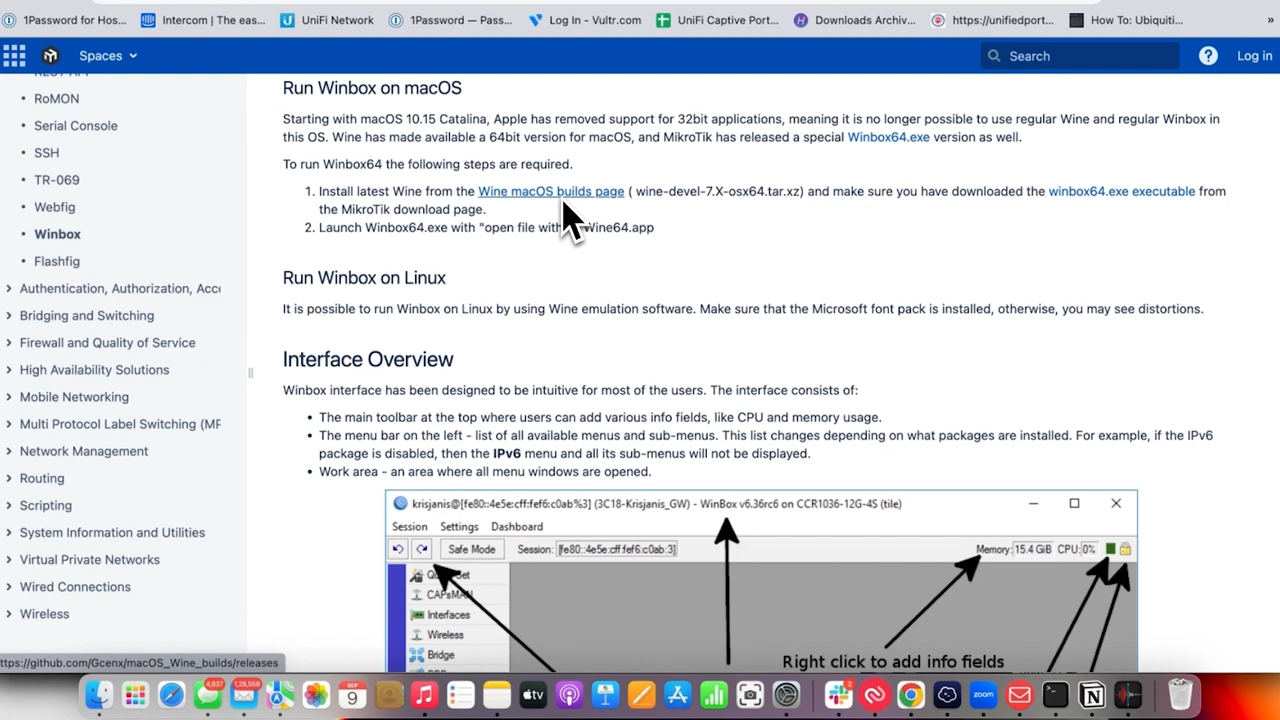 1Password for Hos...
Intercom | The eas...
UniFi Network
1Password — Pass...
Log In - Vultr.com
UniFi Captive Port...
Downloads Archiv...
https://unifiedport...
How To: Ubiquiti...
»
Spaces
Search
Log in
REST API
RoMON
Serial Console
SSH
TR-069
Webfig
Winbox
Flashfig
Authentication, Authorization, Acc
Bridging and Switching
Firewall and Quality of Service
High Availability Solutions
Mobile Networking
Multi Protocol Label Switching (MF
Network Management
Routing
Scripting
System Information and Utilities
Virtual Private Networks
Wired Connections
Wireless
https://github.com/Gcenx/macOS_Wine_builds/releases
Run Winbox on macOS
Starting with macOS 10.15 Catalina, Apple has removed support for 32bit applications, meaning it is no longer possible to use regular Wine and regular Winbox in
this OS. Wine has made available a 64bit version for macOS, and MikroTik has released a special Winbox64.exe version as well.
To run Winbox64 the following steps are required.
1. Install latest Wine from the Wine macOS builds page ( wine-devel-7.X-osx64.tar.xz) and make sure you have downloaded the winbox64.exe executable from
the MikroTik download page.
2. Launch Winbox64.exe with "open file with Wine64.app
Run Winbox on Linux
It is possible to run Winbox on Linux by using Wine emulation software. Make sure that the Microsoft font pack is installed, otherwise, you may see distortions.
Interface Overview
Winbox interface has been designed to be intuitive for most of the users. The interface consists of:
• The main toolbar at the top where users can add various info fields, like CPU and memory usage.
• The menu bar on the left - list of all available menus and sub-menus. This list changes depending on what packages are installed. For example, if the IPv6
package is disabled, then the IPv6 menu and all its sub-menus will not be displayed.
• Work area - an area where all menu windows are opened.
krisjanis@[fe80::4e5e:cff:fef6:c0ab%3] (3C18-Krisjanis_GW) - WinBox v6.36rc6 on CCR1036-12G-4S (tile)
Session Settings Dashboard
Safe Mode Session: [fe80::4e5e:cff:fef6:c0ab:3] Memory: 15.4 GiB CPU: 0%
CAPsMAN
Interfaces
Wireless
Bridge
Right click to add info fields
4,837
1,28,558
SEP
9
tv
2
zoom